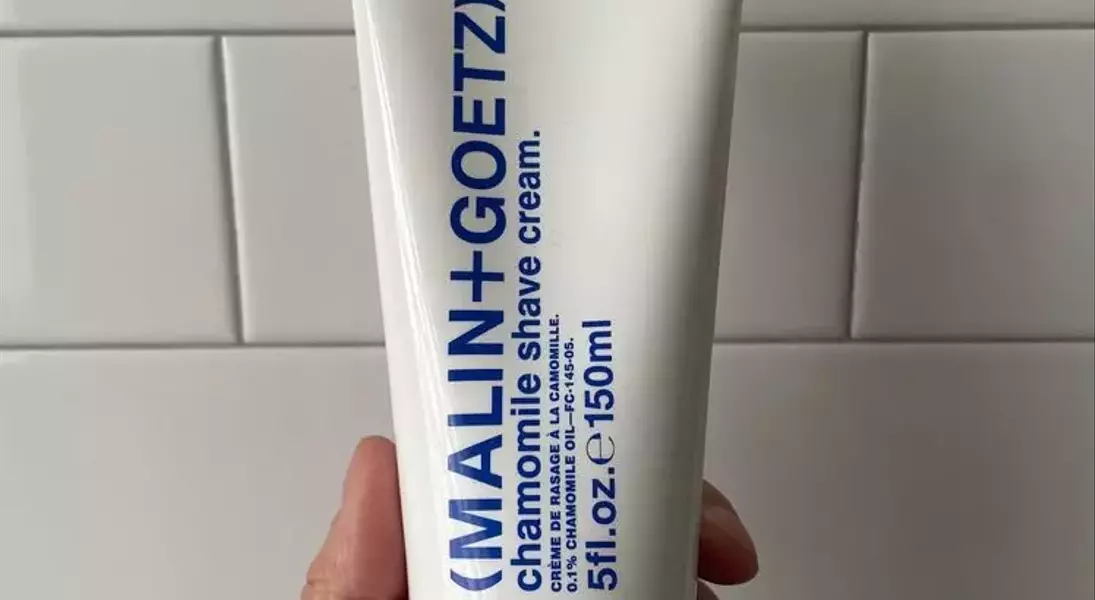 (MALIN+GOETZ)
chamomile shave cream.
CRÈME DE RASAGE À LA CAMOMILLE.
0.1% CHAMOMILE OIL—FC-145-05.
5fl.oz.℮150ml